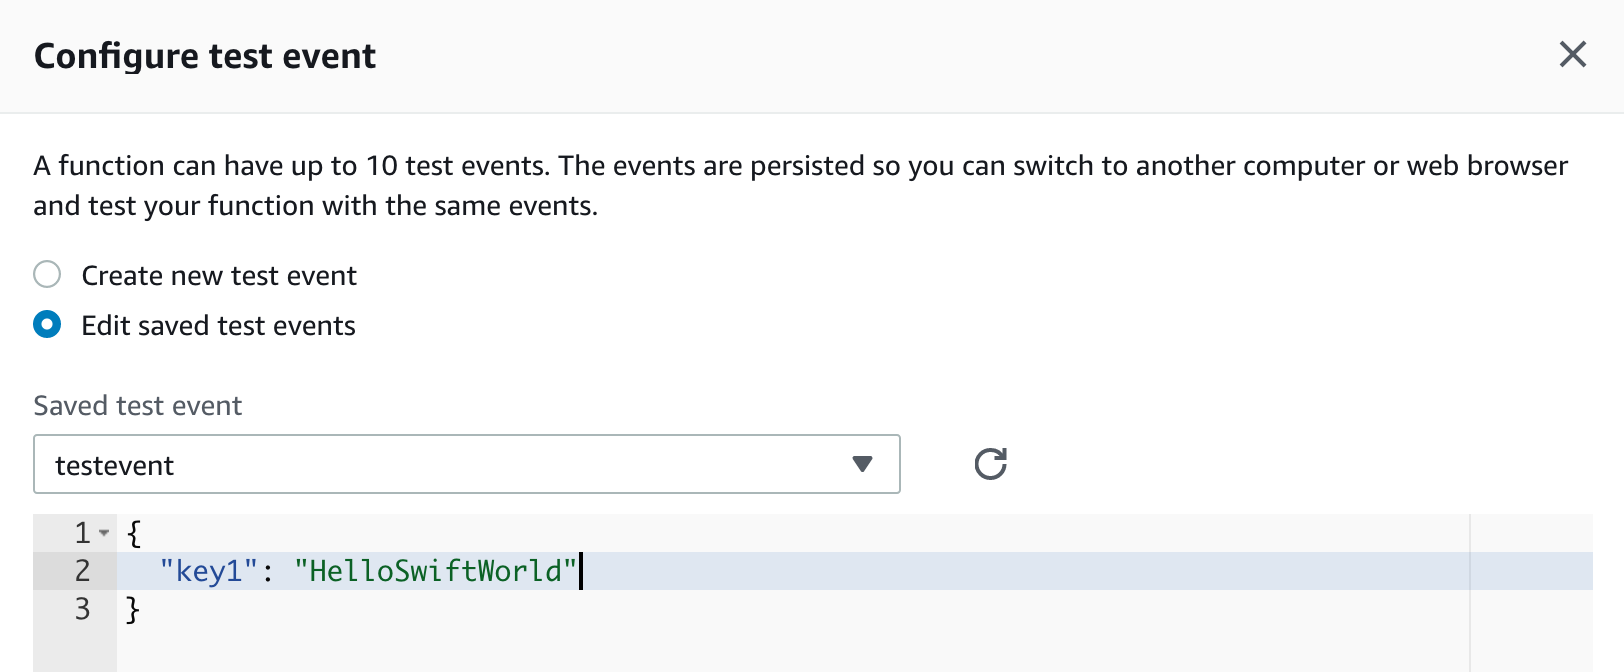 Configure test event
A function can have up to 10 test events. The events are persisted so you can switch to another computer or web browser
and test your function with the same events.
Create new test event
Edit saved test events
Saved test event
testevent
1 {
2 "key1": "HelloSwiftWorld"
3 }